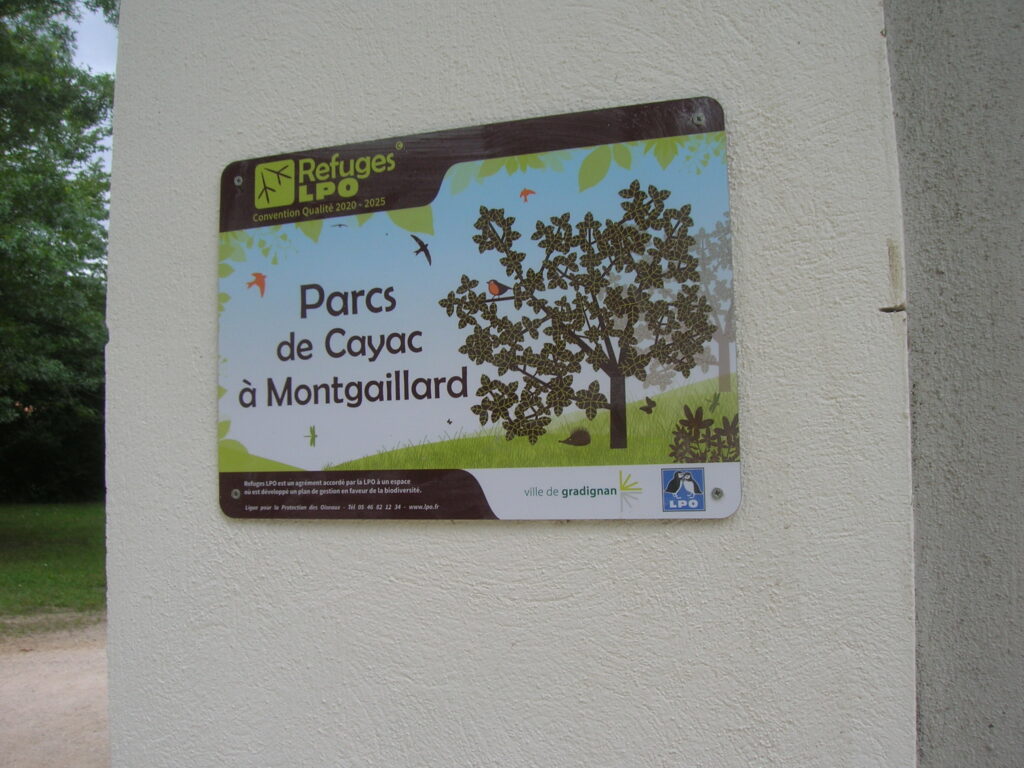 Refuges
LPO
Convention Qualité 2020 - 2025
Parcs
de Cayac
à Montgaillard
Refuges LPO est un agrément accordé par la LPO à un espace
où est développé un plan de gestion en faveur de la biodiversité.
Ligue pour la Protection des Oiseaux - Tél 05 46 82 12 34 - www.lpo.fr
ville de gradignan
LPO